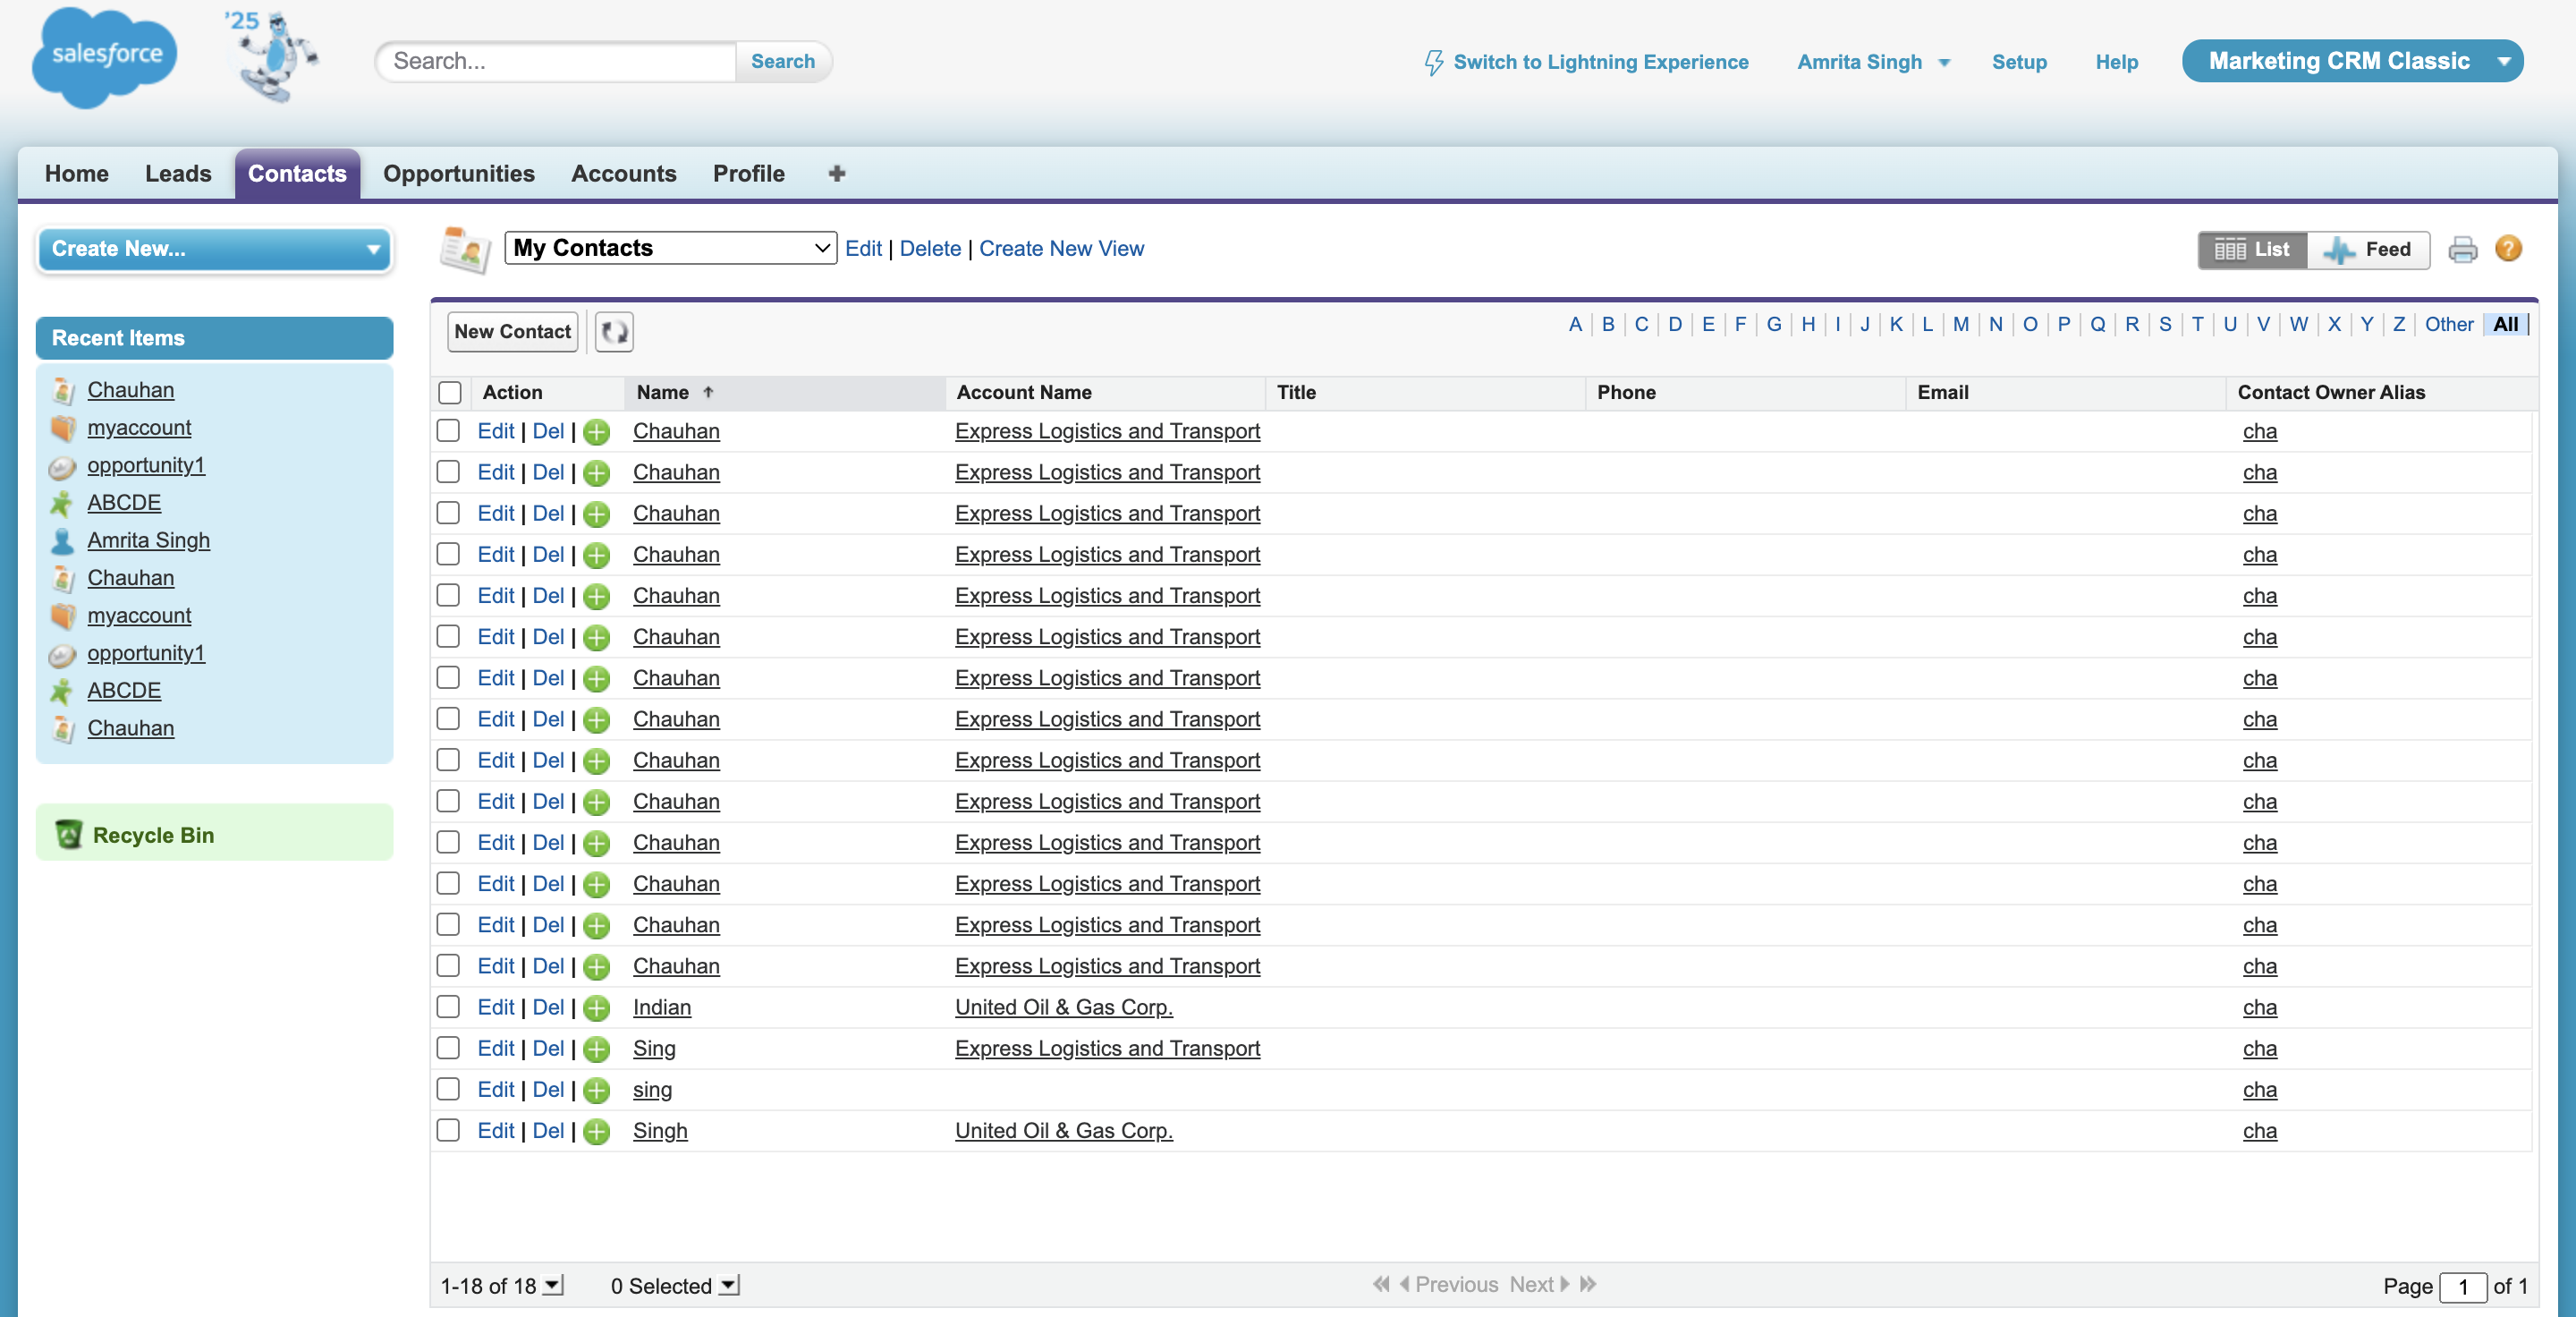 salesforce
'25
Search...
Search
Switch to Lightning Experience
Amrita Singh
Setup
Help
Marketing CRM Classic
Home
Leads
Contacts
Opportunities
Accounts
Profile
Create New...
Recent Items
Chauhan
myaccount
opportunity1
ABCDE
Amrita Singh
Chauhan
myaccount
opportunity1
ABCDE
Chauhan
Recycle Bin
My Contacts
Edit | Delete | Create New View
List
Feed
New Contact
A | B | C | D | E | F | G | H | I | J | K | L | M | N | O | P | Q | R | S | T | U | V | W | X | Y | Z | Other | All
Action Name Account Name Title Phone Email Contact Owner Alias
Edit | Del | Chauhan Express Logistics and Transport cha
Edit | Del | Chauhan Express Logistics and Transport cha
Edit | Del | Chauhan Express Logistics and Transport cha
Edit | Del | Chauhan Express Logistics and Transport cha
Edit | Del | Chauhan Express Logistics and Transport cha
Edit | Del | Chauhan Express Logistics and Transport cha
Edit | Del | Chauhan Express Logistics and Transport cha
Edit | Del | Chauhan Express Logistics and Transport cha
Edit | Del | Chauhan Express Logistics and Transport cha
Edit | Del | Chauhan Express Logistics and Transport cha
Edit | Del | Chauhan Express Logistics and Transport cha
Edit | Del | Chauhan Express Logistics and Transport cha
Edit | Del | Chauhan Express Logistics and Transport cha
Edit | Del | Chauhan Express Logistics and Transport cha
Edit | Del | Indian United Oil & Gas Corp. cha
Edit | Del | Sing Express Logistics and Transport cha
Edit | Del | sing cha
Edit | Del | Singh United Oil & Gas Corp. cha
1-18 of 18
0 Selected
Previous Next
Page 1 of 1